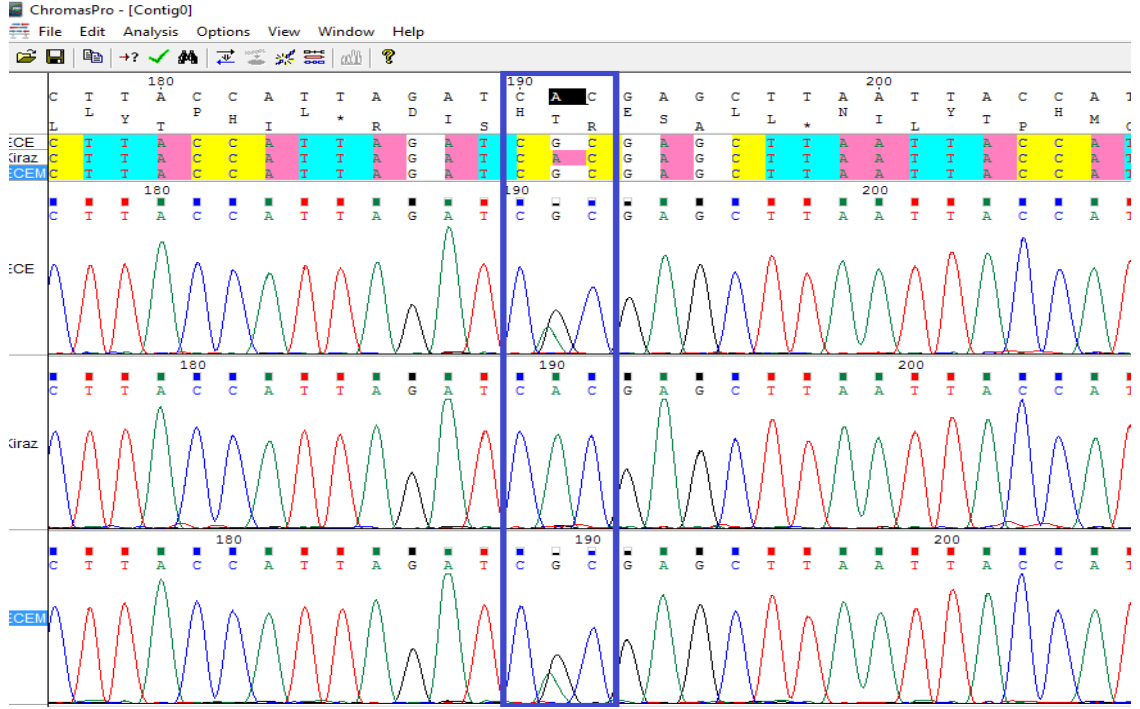 ChromasPro - [Contig0]
File Edit Analysis Options View Window Help
180 190 200
C T T A C C A T T A G A T C A C G A G C T T A A T T A C C A T
L P L D H E L N Y H
Y H * I T S L I T M
L T I R S R A * L P
ECE C T T A C C A T T A G A T C G C G A G C T T A A T T A C C A T
Kiraz C T T A C C A T T A G A T C A C G A G C T T A A T T A C C A T
ECEM C T T A C C A T T A G A T C G C G A G C T T A A T T A C C A T
180 190 200
C T T A C C A T T A G A T C G C G A G C T T A A T T A C C A T
ECE
180 190 200
C T T A C C A T T A G A T C A C G A G C T T A A T T A C C A T
Kiraz
180 190 200
C T T A C C A T T A G A T C G C G A G C T T A A T T A C C A T
ECEM